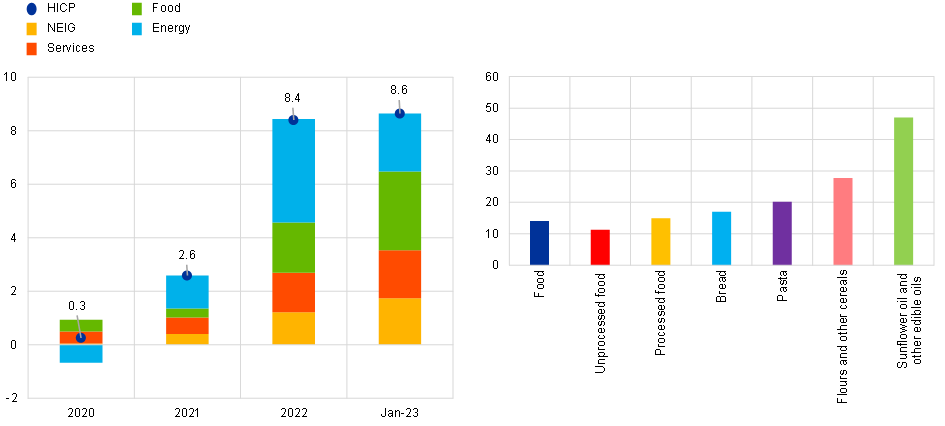 HICP
Food
NEIG
Energy
Services
10
8
6
4
2
0
-2
0.3
2.6
8.4
8.6
2020
2021
2022
Jan-23
60
50
40
30
20
10
0
Food
Unprocessed food
Processed food
Bread
Pasta
Flours and other cereals
Sunflower oil and
other edible oils